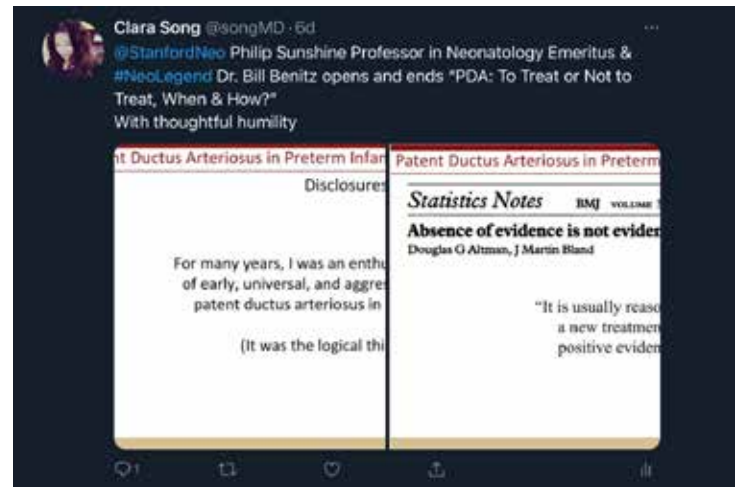 Clara Song @songMD · 6d
@StanfordNeo Philip Sunshine Professor in Neonatology Emeritus &
#NeoLegend Dr. Bill Benitz opens and ends "PDA: To Treat or Not to
Treat, When & How?"
With thoughtful humility
nt Ductus Arteriosus in Preterm Infan
Disclosures
For many years, I was an enthu
of early, universal, and aggre
patent ductus arteriosus in
(It was the logical thi
Patent Ductus Arteriosus in Preterm
Statistics Notes BMJ VOLUME
Absence of evidence is not eviden
Douglas G Altman, J Martin Bland
"It is usually reaso
a new treatmen
positive eviden
1